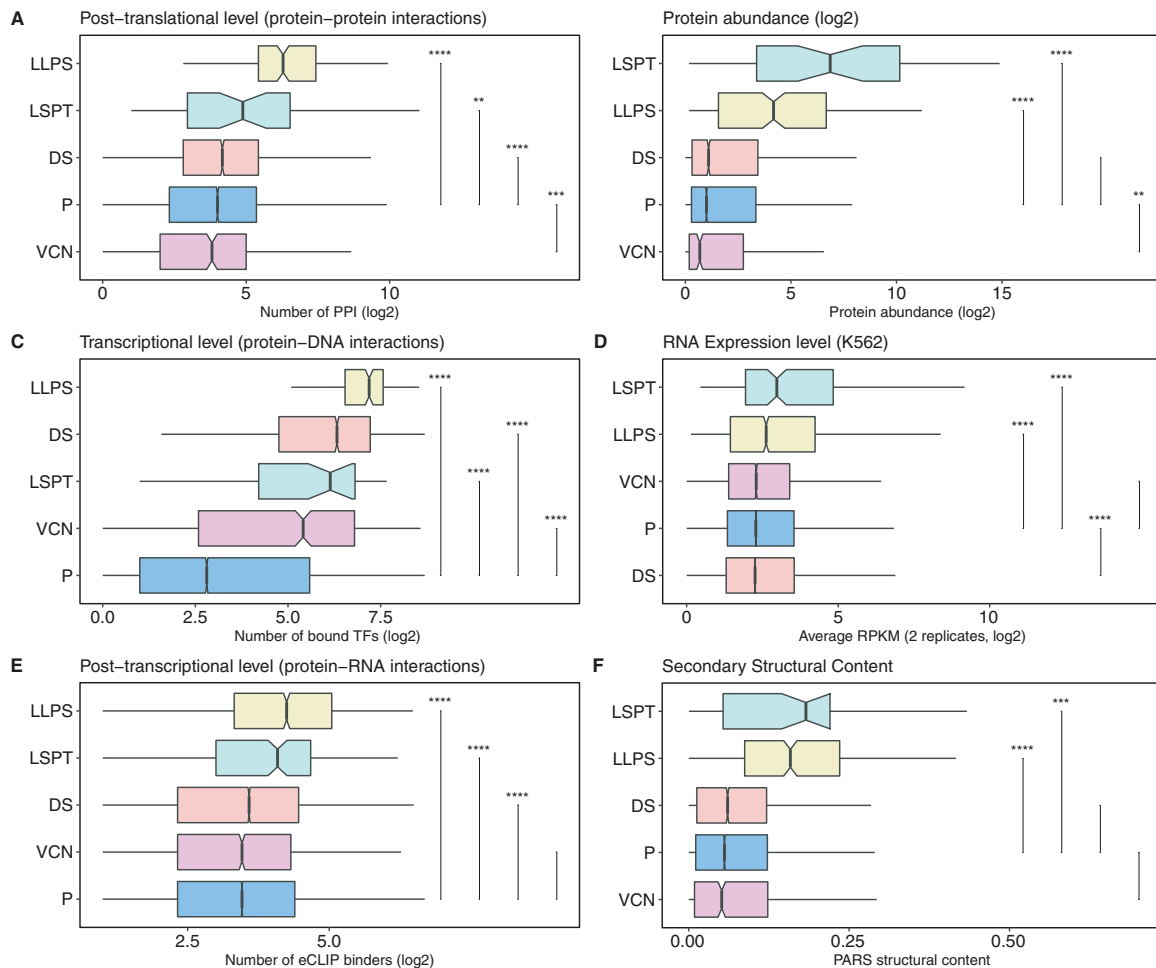 A Post-translational level (protein-protein interactions)
LLPS
LSPT
DS
P
VCN
**** ** **** ***
0 5 10
Number of PPI (log2)
Protein abundance (log2)
LSPT
LLPS
DS
P
VCN
**** **** **
0 5 10 15
Protein abundance (log2)
C Transcriptional level (protein-DNA interactions)
LLPS
DS
LSPT
VCN
P
**** **** **** ****
0.0 2.5 5.0 7.5
Number of bound TFs (log2)
D RNA Expression level (K562)
LSPT
LLPS
VCN
P
DS
**** **** ****
0 5 10
Average RPKM (2 replicates, log2)
E Post-transcriptional level (protein-RNA interactions)
LLPS
LSPT
DS
VCN
P
**** **** ****
2.5 5.0
Number of eCLIP binders (log2)
F Secondary Structural Content
LSPT
LLPS
DS
P
VCN
**** ***
0.00 0.25 0.50
PARS structural content